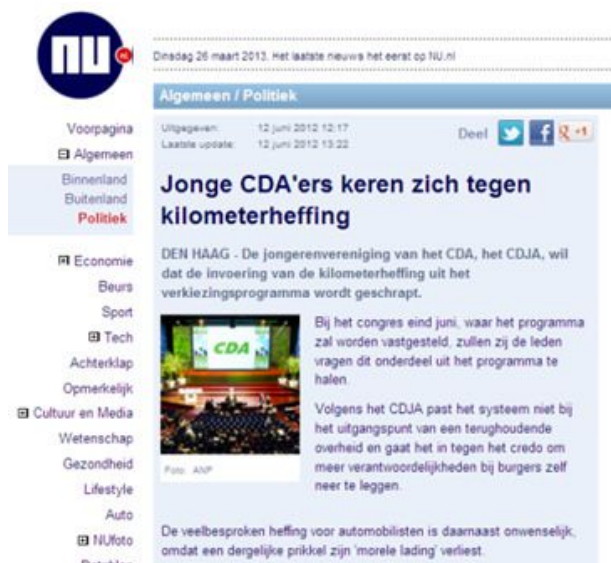 NU
nl
Dinsdag 26 maart 2013. Het laatste nieuws het eerst op NU.nl
Algemeen / Politiek
Uitgegeven: 12 juni 2012 12:17
Laatste update: 12 juni 2012 13:22
Deel
+1
Jonge CDA'ers keren zich tegen
kilometerheffing
DEN HAAG - De jongerenvereniging van het CDA, het CDJA, wil
dat de invoering van de kilometerheffing uit het
verkiezingsprogramma wordt geschrapt.
CDA
Foto: ANP
Bij het congres eind juni, waar het programma
zal worden vastgesteld, zullen zij de leden
vragen dit onderdeel uit het programma te
halen.
Volgens het CDJA past het systeem niet bij
het uitgangspunt van een terughoudende
overheid en gaat het in tegen het credo om
meer verantwoordelijkheden bij burgers zelf
neer te leggen.
De veelbesproken heffing voor automobilisten is daarnaast onwenselijk,
omdat een dergelijke prikkel zijn 'morele lading' verliest.
Voorpagina
Algemeen
Binnenland
Buitenland
Politiek
Economie
Beurs
Sport
Tech
Achterklap
Opmerkelijk
Cultuur en Media
Wetenschap
Gezondheid
Lifestyle
Auto
NUfoto